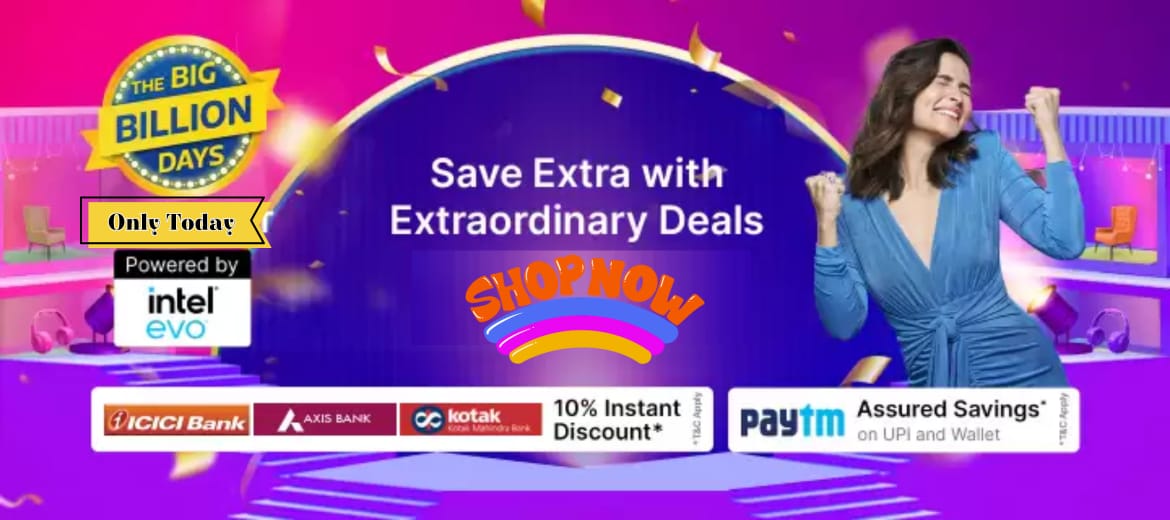 THE BIG
BILLION
DAYS
Only Today
Powered by
intel
evo
Save Extra with
Extraordinary Deals
SHOP NOW
ICICI Bank
AXIS BANK
kotak
Kotak Mahindra Bank
10% Instant
Discount*
*T&C Apply
paytm
Assured Savings*
on UPI and Wallet
*T&C Apply